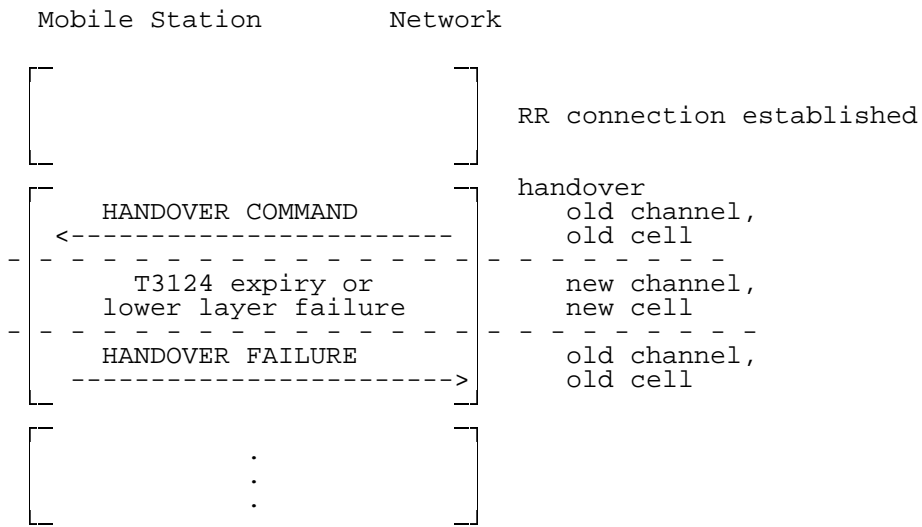 Mobile Station Network
RR connection established
handover
HANDOVER COMMAND old channel,
<------------------------ old cell
- - - - - - - - - - - - - - - - - - - - - - -
T3124 expiry or new channel,
lower layer failure new cell
- - - - - - - - - - - - - - - - - - - - - - - -
HANDOVER FAILURE old channel,
------------------------> old cell
.
.
.